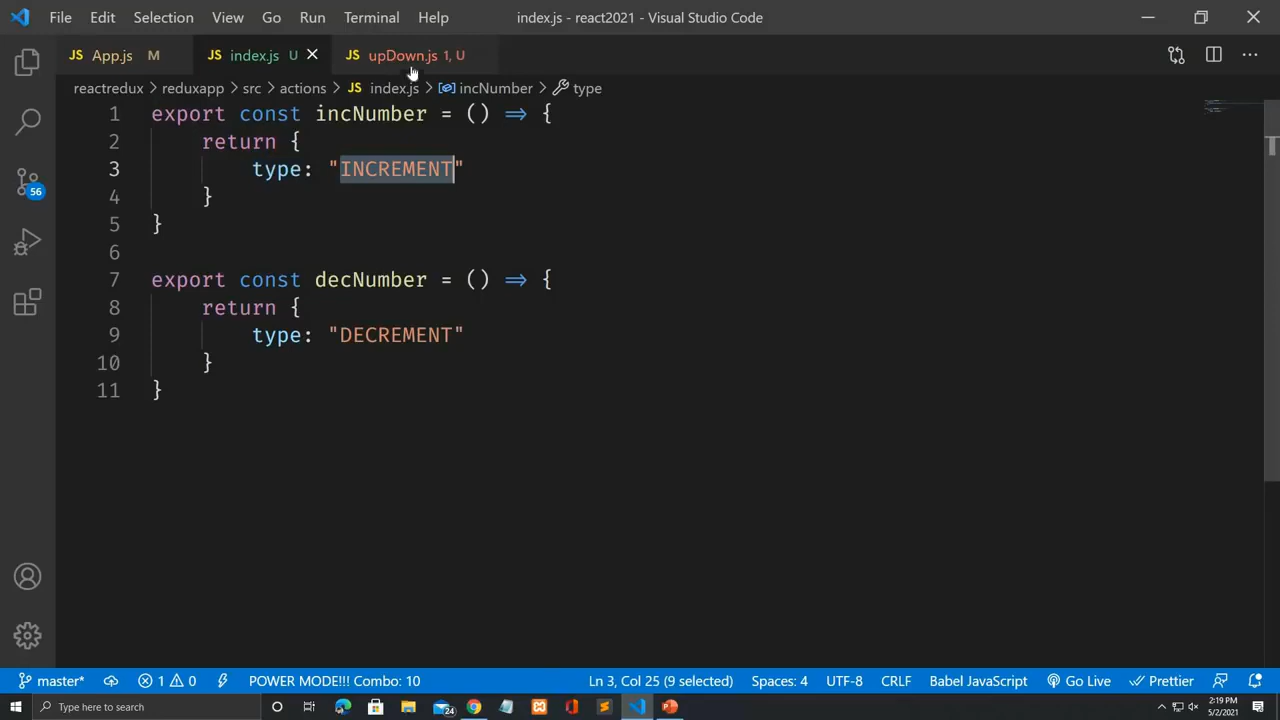 File Edit Selection View Go Run Terminal Help index.js - react2021 - Visual Studio Code
JS App.js M JS index.js U JS upDown.js 1, U
reactredux > reduxapp > src > actions > JS index.js > incNumber > type
1 export const incNumber = () => {
2 return {
3 type: "INCREMENT"
4 }
5 }
6
7 export const decNumber = () => {
8 return {
9 type: "DECREMENT"
10 }
11 }
56
master* 1 0 POWER MODE!!! Combo: 10 Ln 3, Col 25 (9 selected) Spaces: 4 UTF-8 CRLF Babel JavaScript Go Live Prettier
Type here to search 24 2:19 PM
5/2/2021